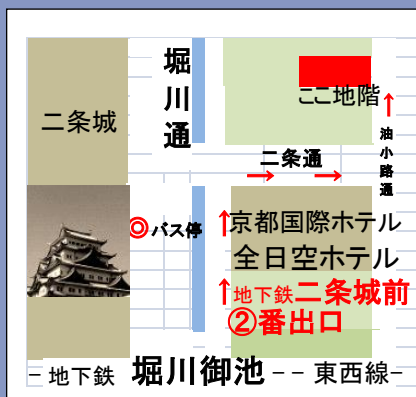 堀川通
ここ地階
二条城
油小路通
二条通
◎バス停
京都国際ホテル
全日空ホテル
地下鉄二条城前
②番出口
-地下鉄 堀川御池-- 東西線-